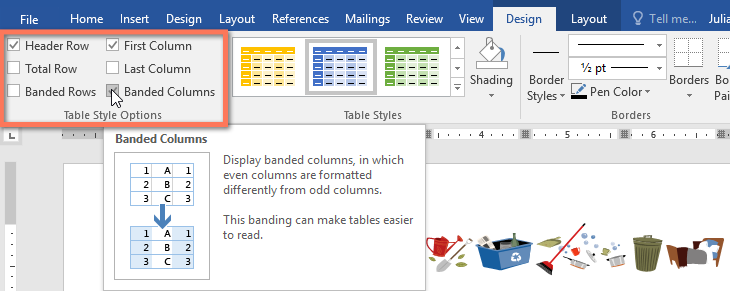 File Home Insert Design Layout References Mailings Review View Design Layout Tell me... Julia
Header Row First Column
Total Row Last Column
Banded Rows Banded Columns
Table Style Options
Table Styles
Shading
Border Styles
½ pt
Pen Color
Borders
Border Pai
Borders
L
4 5 6
Banded Columns
1 A 1
2 B 2
3 C 3
1 A 1
2 B 2
3 C 3
Display banded columns, in which
even columns are formatted
differently from odd columns.
This banding can make tables easier
to read.